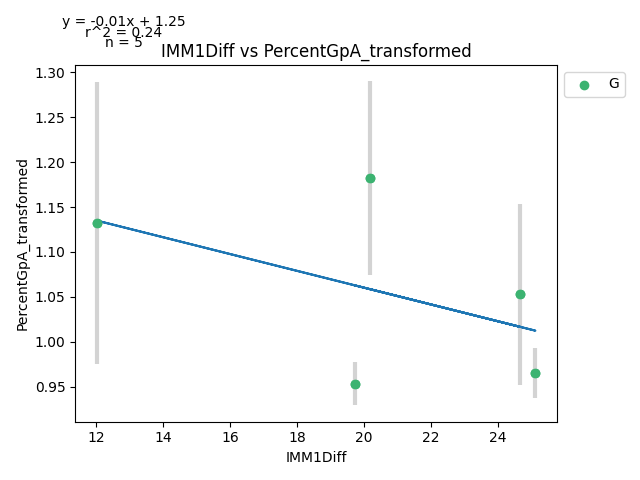 y = -0.01x + 1.25
r^2 = 0.24
n = 5
IMM1Diff vs PercentGpA_transformed
G
PercentGpA_transformed
1.30
1.25
1.20
1.15
1.10
1.05
1.00
0.95
12 14 16 18 20 22 24
IMM1Diff